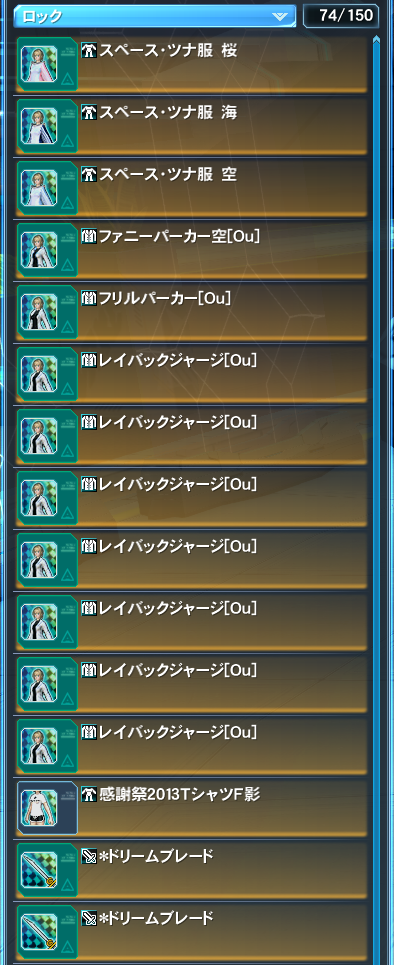 ロック
74/150
スペース・ツナ服 桜
スペース・ツナ服 海
スペース・ツナ服 空
ファニーパーカー空[Ou]
フリルパーカー[Ou]
レイバックジャージ[Ou]
レイバックジャージ[Ou]
レイバックジャージ[Ou]
レイバックジャージ[Ou]
レイバックジャージ[Ou]
レイバックジャージ[Ou]
レイバックジャージ[Ou]
感謝祭2013TシャツF影
*ドリームブレード
*ドリームブレード